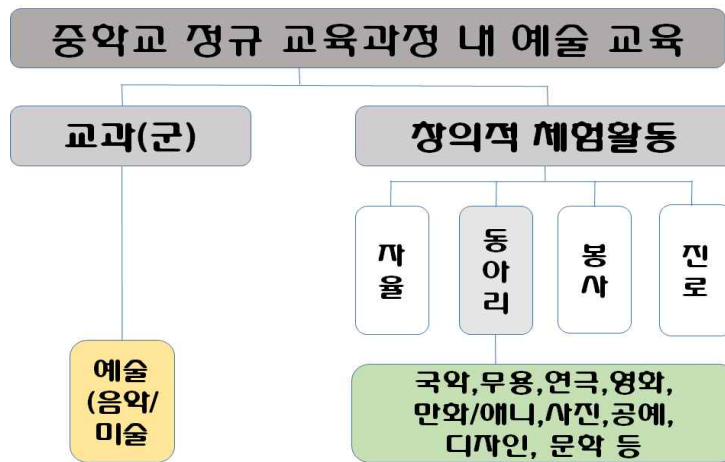 중학교 정규 교육과정 내 예술 교육
교과(군)
창의적 체험활동
자
율
동
아
리
봉
사
진
로
예술
(음악/
미술
국악,무용,연극,영화,
만화/애니,사진,공예,
디자인, 문학 등